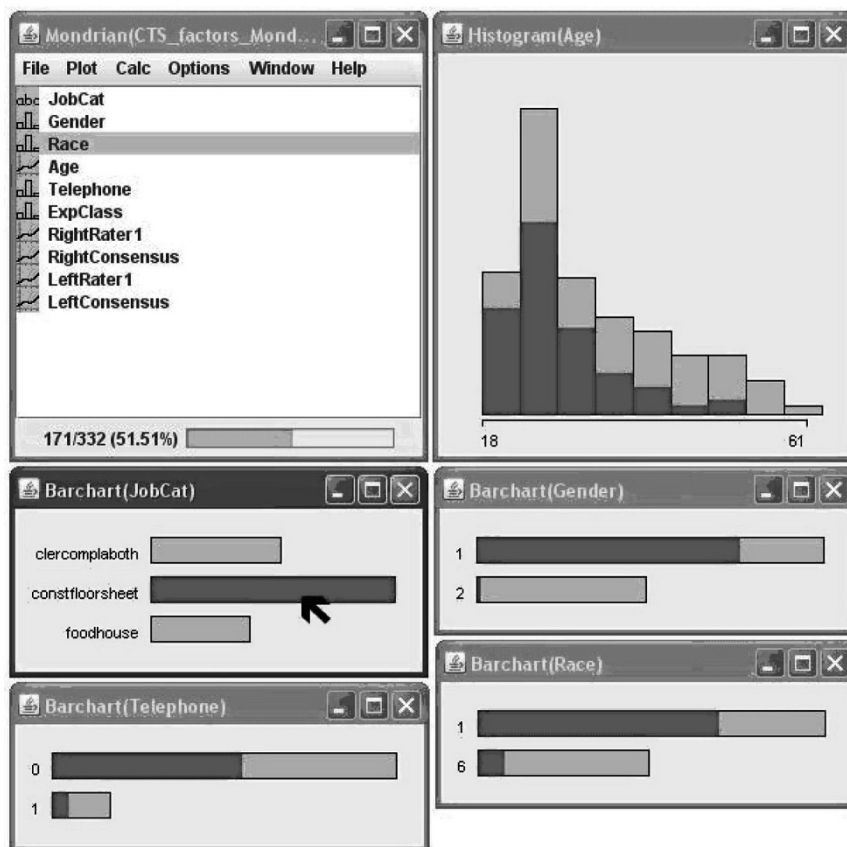 Mondrian(CTS_factors_Mond...
File Plot Calc Options Window Help
abc JobCat
Gender
Race
Age
Telephone
ExpClass
RightRater1
RightConsensus
LeftRater1
LeftConsensus
171/332 (51.51%)
Histogram(Age)
18 61
Barchart(JobCat)
clercomplaboth
constfloorsheet
foodhouse
Barchart(Gender)
1
2
Barchart(Telephone)
0
1
Barchart(Race)
1
6